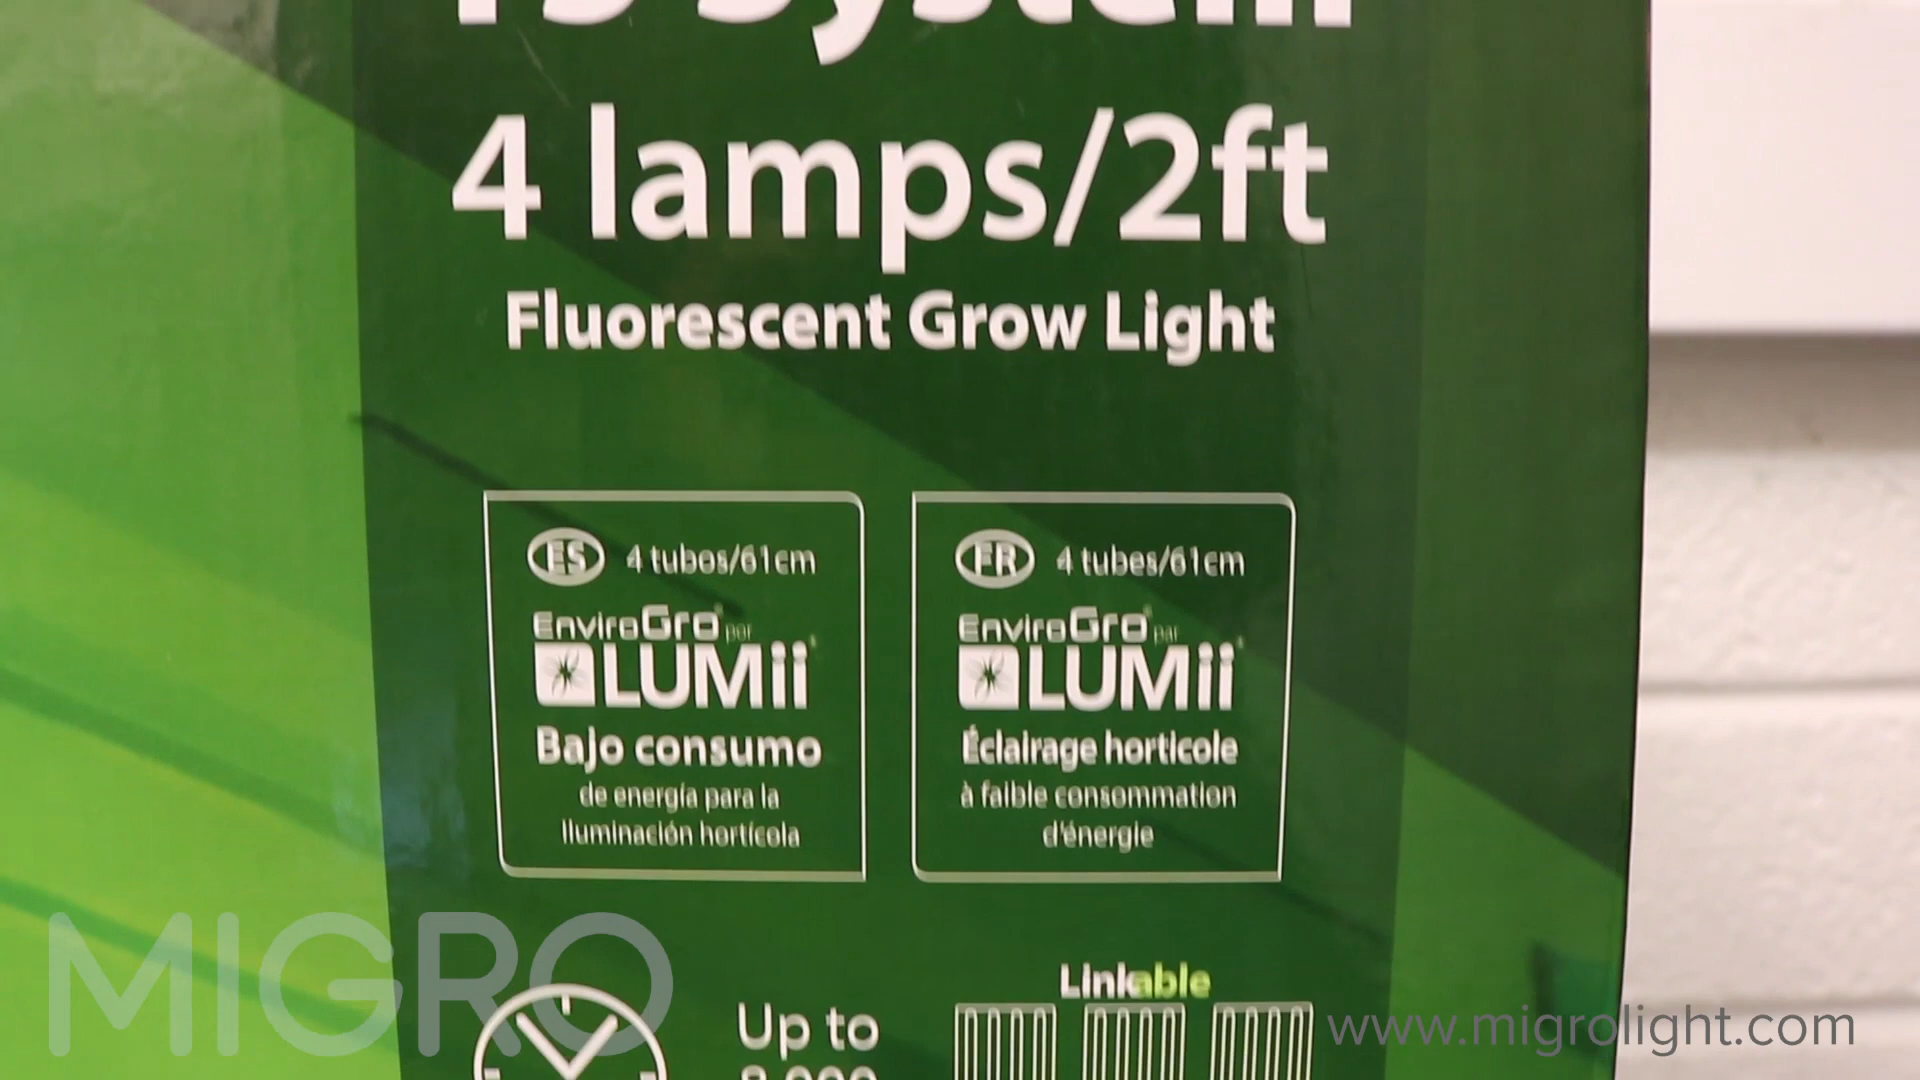 System
4 lamps/2ft
Fluorescent Grow Light
ES 4 tubos/61cm
EnviroGro® por
LUMii®
Bajo consumo
de energía para la
iluminación hortícola
FR 4 tubes/61cm
EnviroGro® par
LUMii®
Éclairage horticole
à faible consommation
d'énergie
Linkable
Up to
MIGRO
www.migrolight.com